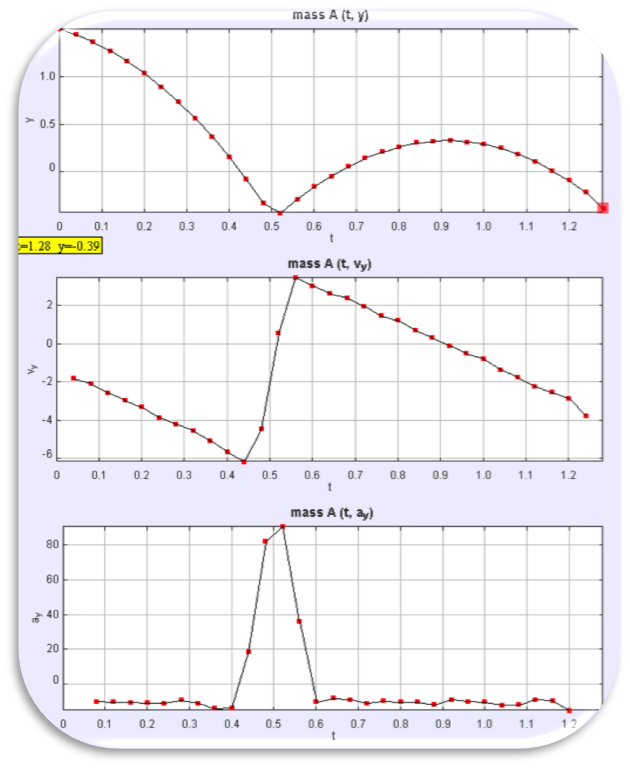 mass A (t, y)
y
1.0
0.5
0
0 0.1 0.2 0.3 0.4 0.5 0.6 0.7 0.8 0.9 1.0 1.1 1.2
t
=1.28 y=-0.39
mass A (t, vy)
vy
2
0
-2
-4
-6
0 0.1 0.2 0.3 0.4 0.5 0.6 0.7 0.8 0.9 1.0 1.1 1.2
t
mass A (t, ay)
ay
80
60
40
20
0
0 0.1 0.2 0.3 0.4 0.5 0.6 0.7 0.8 0.9 1.0 1.1 1.2
t